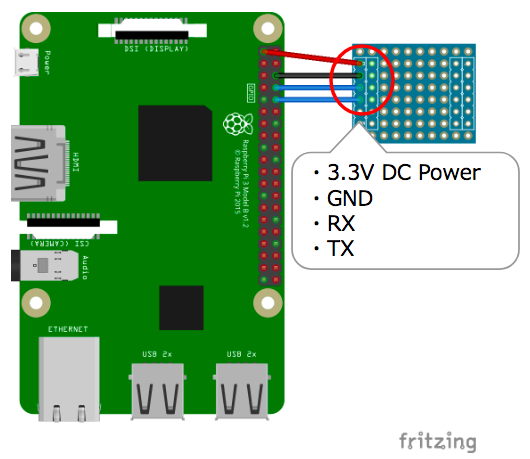 DSI (DISPLAY)
Power
HDMI
GPIO
Raspberry Pi 3 Model B v1.2
© Raspberry Pi 2015
・3.3V DC Power
・GND
・RX
・TX
CSI (CAMERA)
Audio
ETHERNET
USB 2x
USB 2x
fritzing